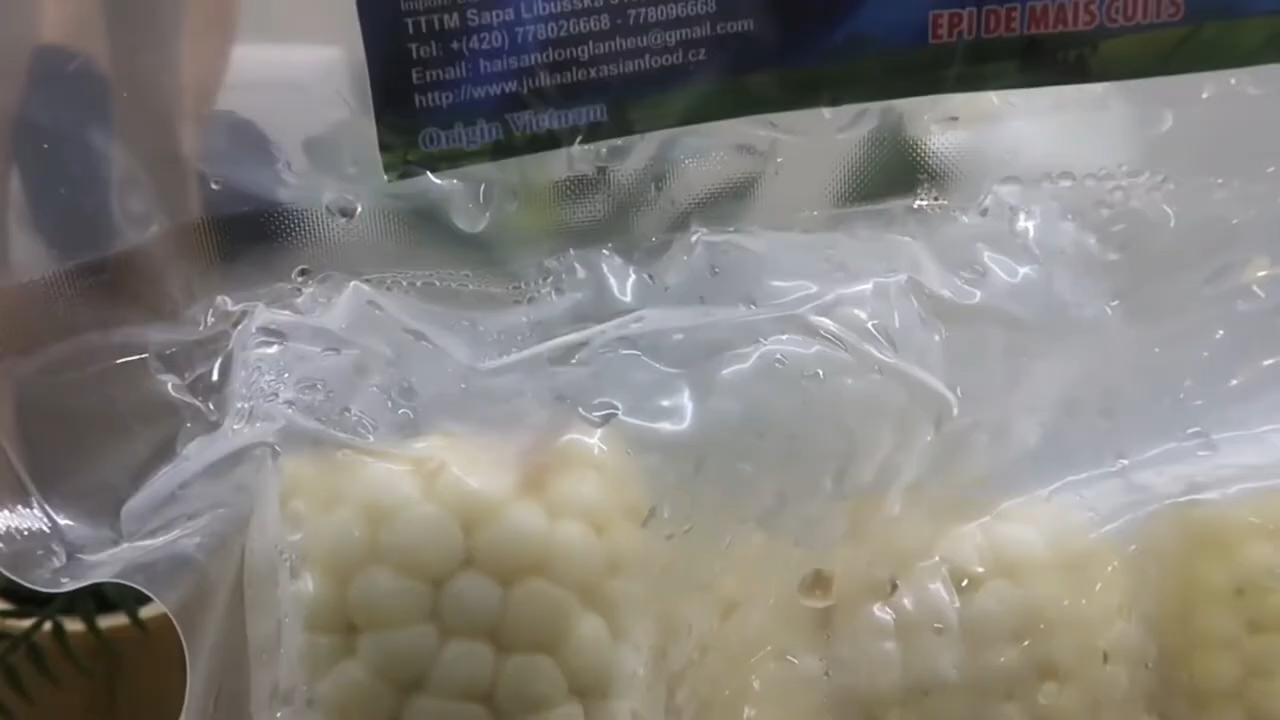 TTTM Sapa Libusska
Tel: +(420) 778026668 - 778096668
Email: haisandonglanheu@gmail.com
http://www.juliaalexasianfood.cz
Origin Vietnam
EPI DE MAIS CUITS